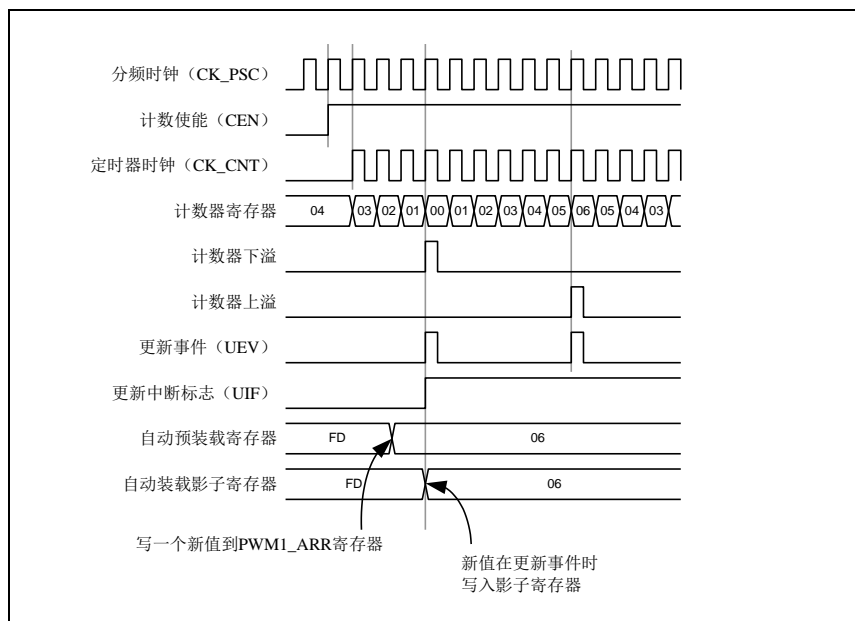 分频时钟（CK_PSC）
计数使能（CEN）
定时器时钟（CK_CNT）
计数器寄存器 04 03 02 01 00 01 02 03 04 05 06 05 04 03
计数器下溢
计数器上溢
更新事件（UEV）
更新中断标志（UIF）
自动预装载寄存器 FD 06
自动装载影子寄存器 FD 06
写一个新值到PWM1_ARR寄存器
新值在更新事件时
写入影子寄存器